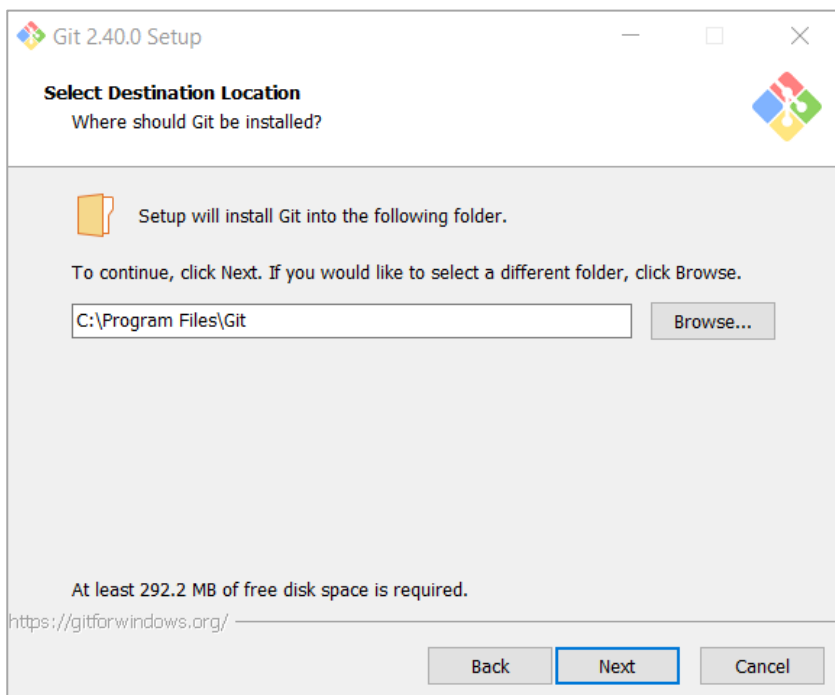 Git 2.40.0 Setup
Select Destination Location
Where should Git be installed?
Setup will install Git into the following folder.
To continue, click Next. If you would like to select a different folder, click Browse.
C:\Program Files\Git
Browse...
At least 292.2 MB of free disk space is required.
https://gitforwindows.org/
Back
Next
Cancel